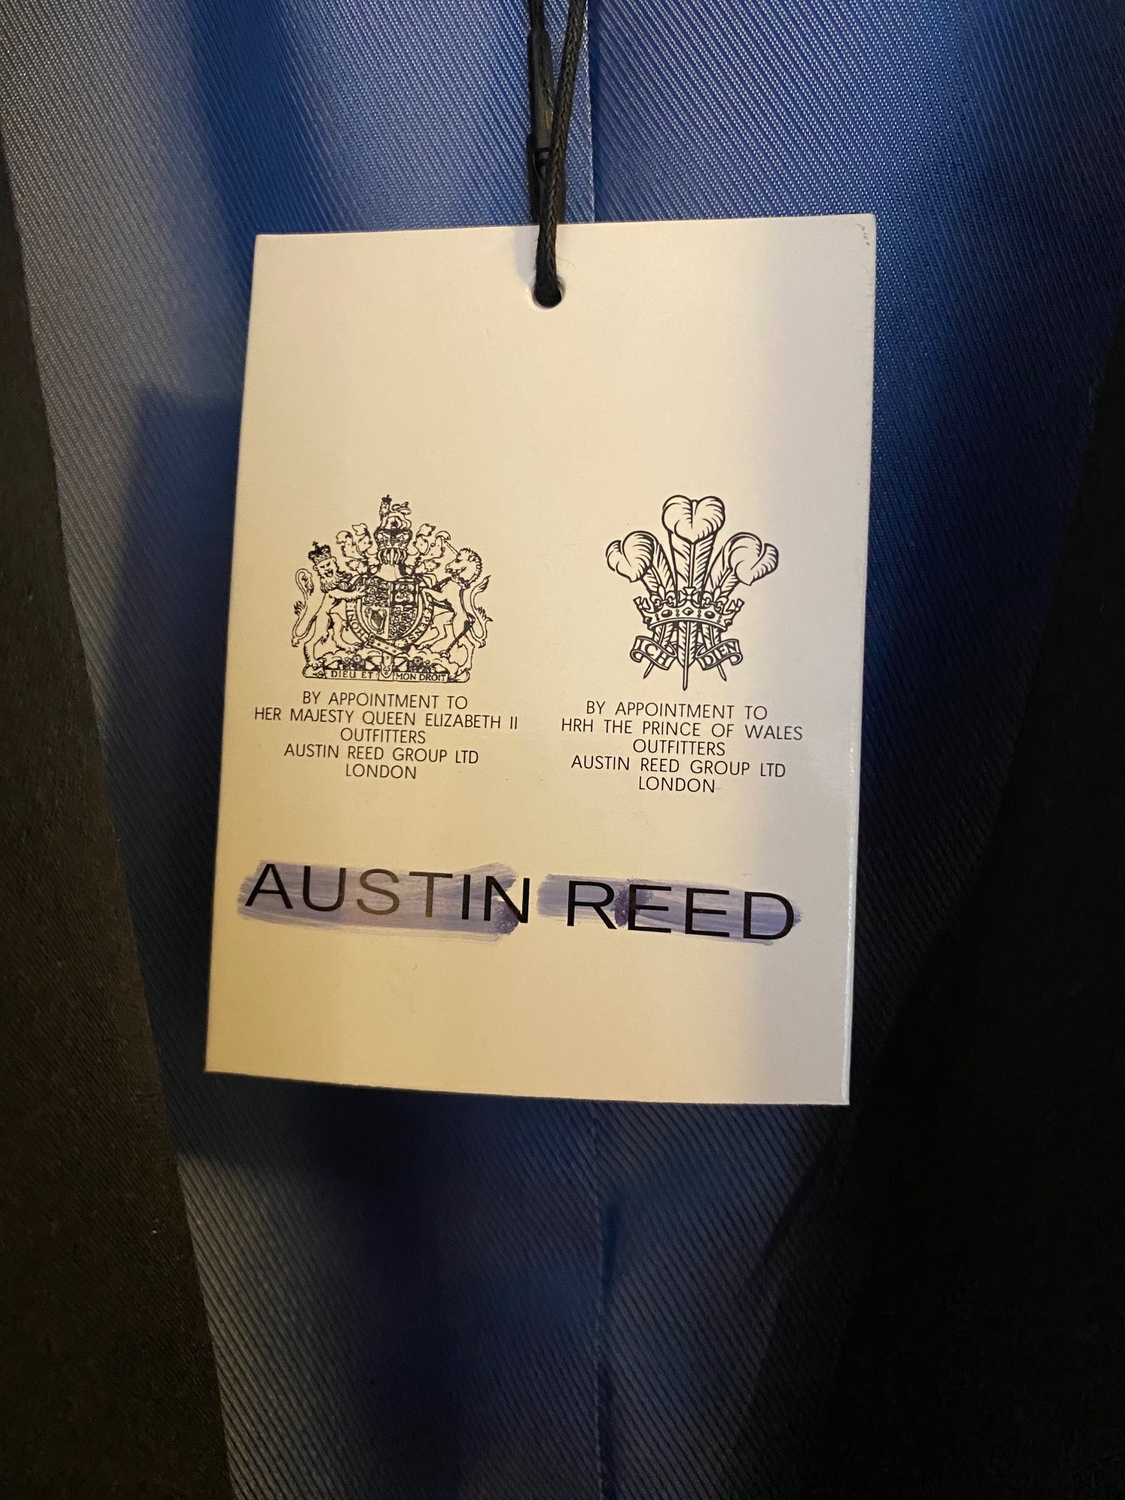 DIEU ET MON DROIT
BY APPOINTMENT TO
HER MAJESTY QUEEN ELIZABETH II
OUTFITTERS
AUSTIN REED GROUP LTD
LONDON
ICH DIEN
BY APPOINTMENT TO
HRH THE PRINCE OF WALES
OUTFITTERS
AUSTIN REED GROUP LTD
LONDON
AUSTIN REED